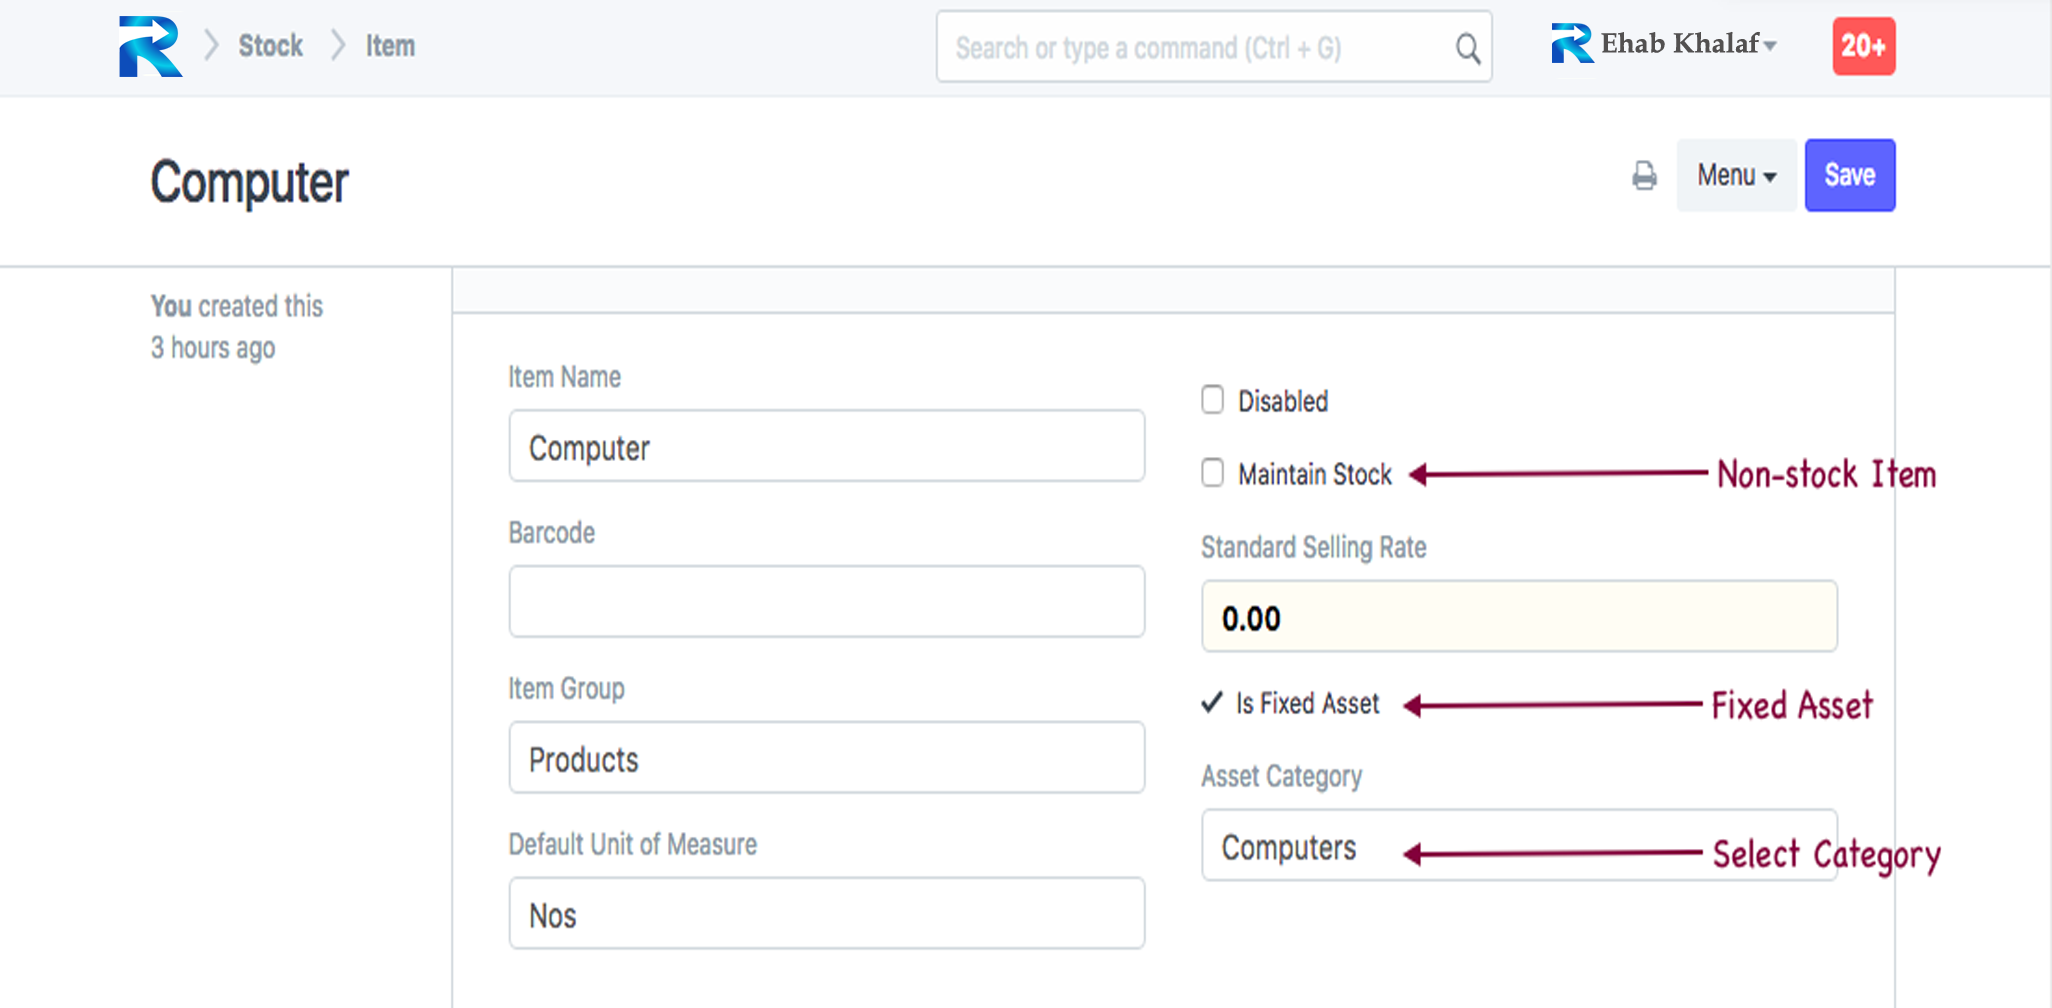 Stock Item
Search or type a command (Ctrl + G)
Ehab Khalaf
20+
Computer
Menu
Save
You created this
3 hours ago
Item Name
Computer
Barcode
Item Group
Products
Default Unit of Measure
Nos
Disabled
Maintain Stock
Non-stock Item
Standard Selling Rate
0.00
Is Fixed Asset
Fixed Asset
Asset Category
Computers
Select Category